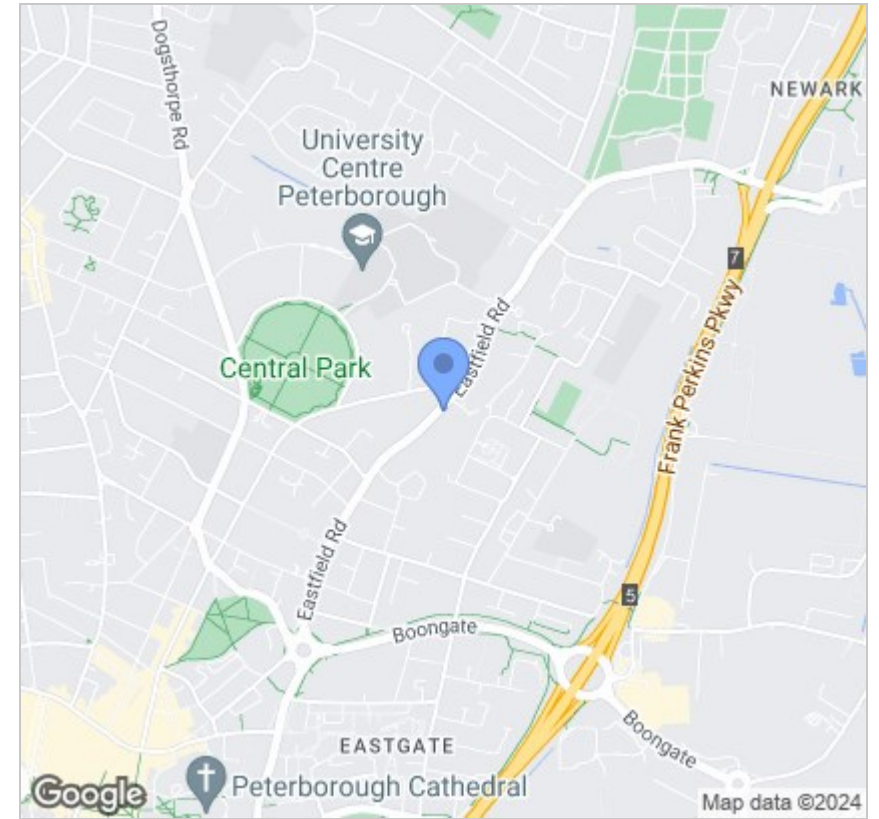 Dogsthorpe Rd
NEWARK
University
Centre
Peterborough
7
Eastfield Rd
Central Park
Frank Perkins Pkwy
Eastfield Rd
5
Boongate
Boongate
EASTGATE
Peterborough Cathedral
Google
Map data ©2024